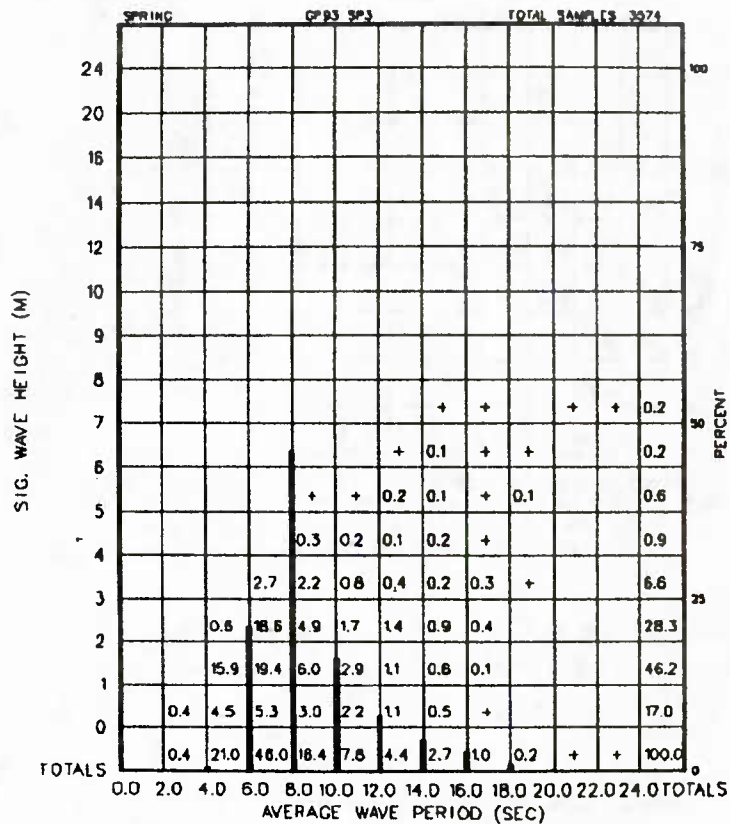 SPRING GP93 SP3 TOTAL SAMPLES 3974
24 100
20
16
14
12 75
11
10
9
8
+ + + + 0.2
7 50
+ 0.1 + + 0.2
6
+ + 0.2 0.1 + 0.1 0.6
5
0.3 0.2 0.1 0.2 + 0.9
4
2.7 2.2 0.8 0.4 0.2 0.3 + 6.6
3 25
0.6 18.6 4.9 1.7 1.4 0.9 0.4 28.3
2
15.9 19.4 6.0 2.9 1.1 0.6 0.1 46.2
1
0.4 4.5 5.3 3.0 2.2 1.1 0.5 + 17.0
0
0.4 21.0 46.0 16.4 7.8 4.4 2.7 1.0 0.2 + + 100.0
TOTALS 0
0.0 2.0 4.0 6.0 8.0 10.0 12.0 14.0 16.0 18.0 20.0 22.0 24.0 TOTALS
AVERAGE WAVE PERIOD (SEC)
SIG. WAVE HEIGHT (M)
PERCENT